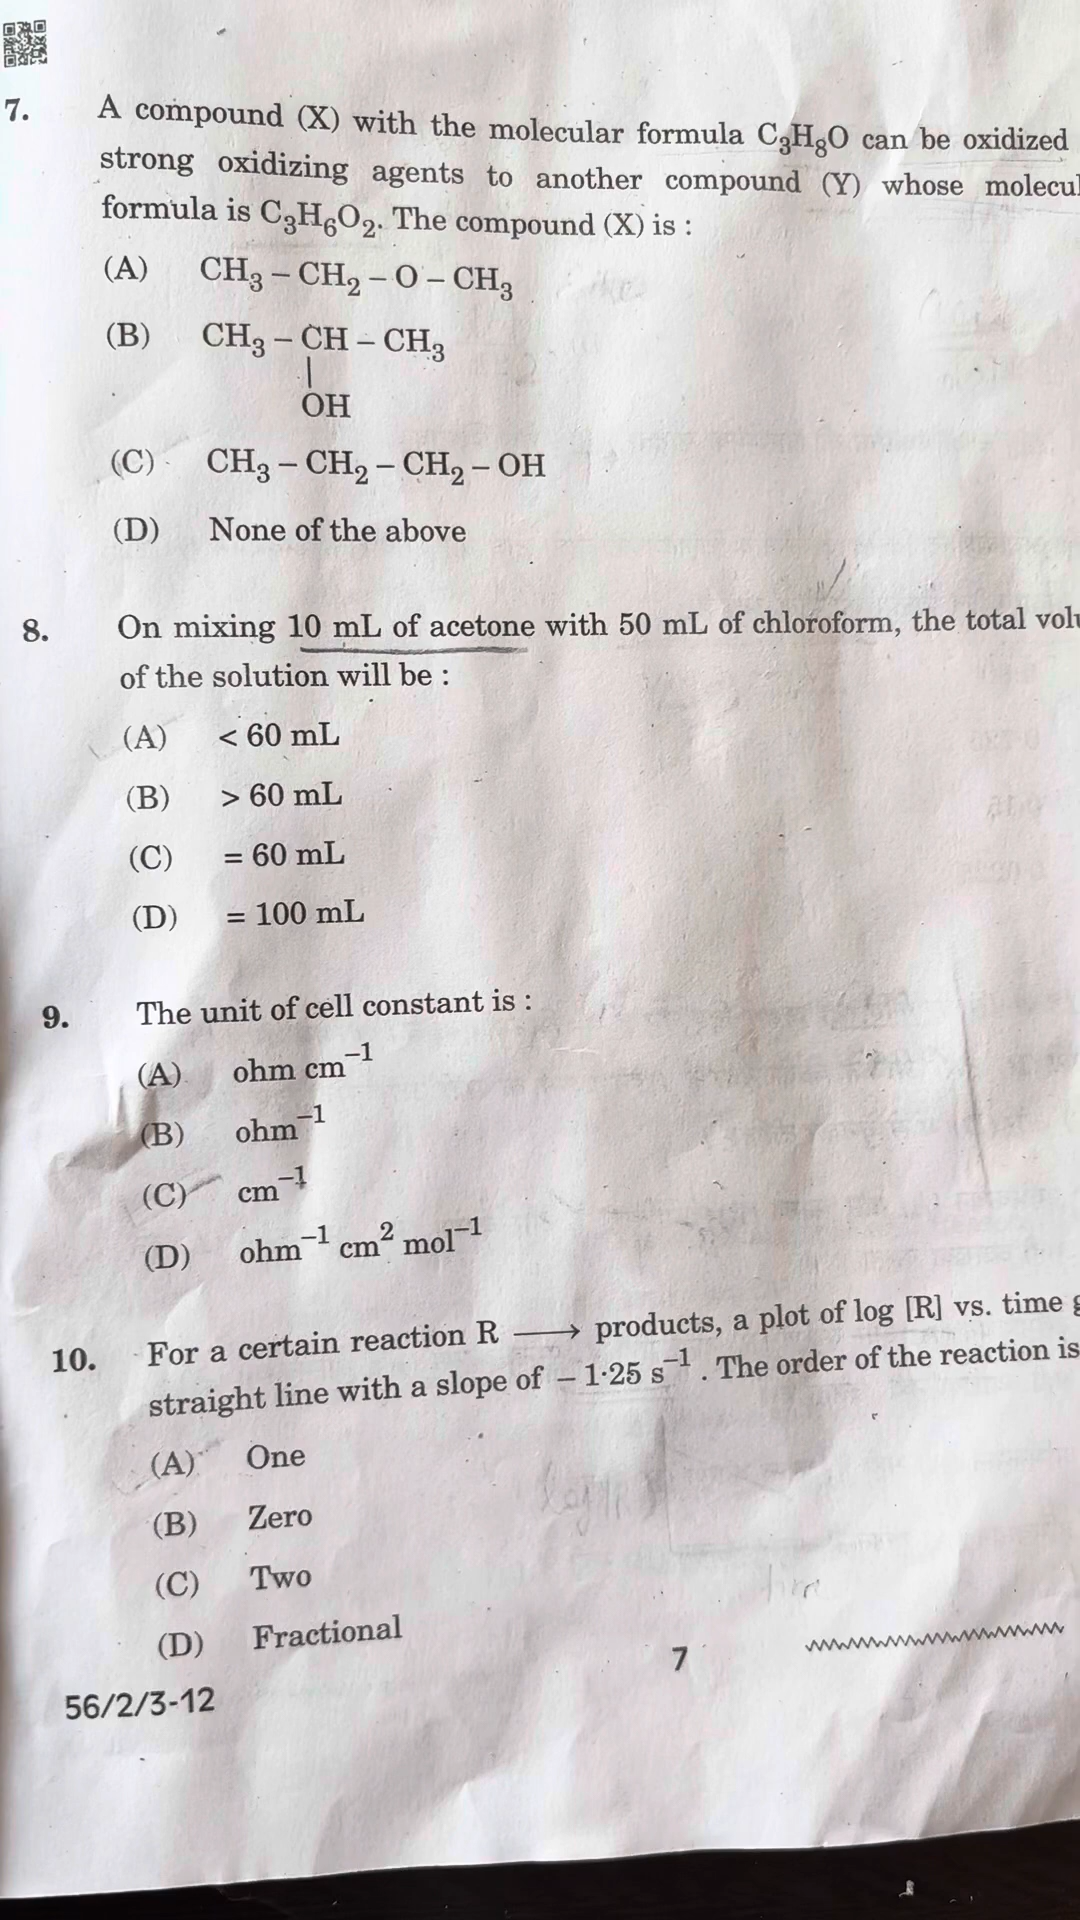 7. A compound (X) with the molecular formula C₃H₈O can be oxidized
strong oxidizing agents to another compound (Y) whose
formula is C₃H₆O₂. The compound (X) is :
(A) CH₃ – CH₂ – O – CH₃
(B) CH₃ – CH – CH₃
|
OH
(C) CH₃ – CH₂ – CH₂ – OH
(D) None of the above
8. On mixing 10 mL of acetone with 50 mL of chloroform, the total
of the solution will be :
(A) < 60 mL
(B) > 60 mL
(C) = 60 mL
(D) = 100 mL
9. The unit of cell constant is :
(A) ohm cm⁻¹
(B) ohm⁻¹
(C) cm⁻¹
(D) ohm⁻¹ cm² mol⁻¹
10. For a certain reaction R ⟶ products, a plot of log [R] vs. time
straight line with a slope of – 1·25 s⁻¹. The order of the reaction is
(A) One
(B) Zero
(C) Two
(D) Fractional
7
56/2/3-12